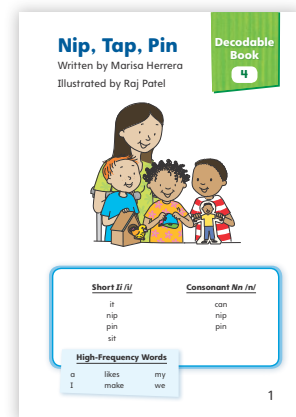 Nip, Tap, Pin
Written by Marisa Herrera
Illustrated by Raj Patel
Decodable
Book
4
Short Ii /i/
it
nip
pin
sit
Consonant Nn /n/
can
nip
pin
High-Frequency Words
a likes my
I make we
1